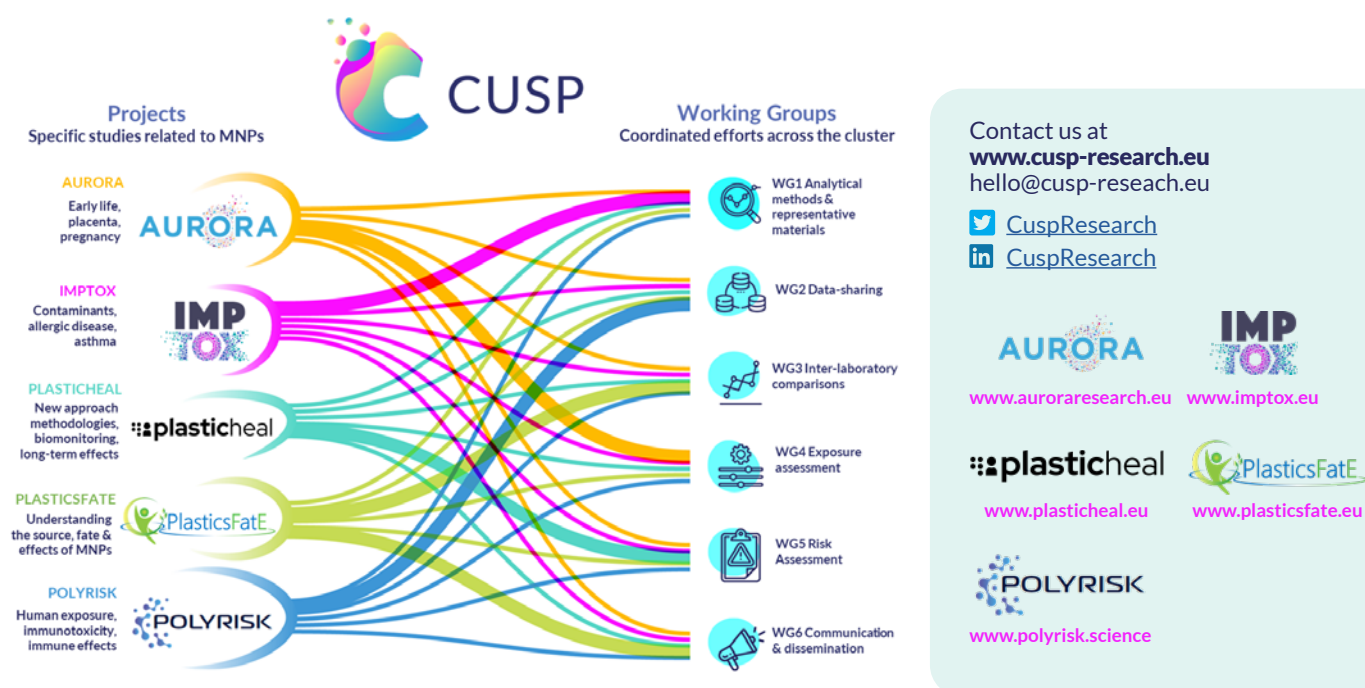 CUSP
Projects
Specific studies related to MNPs
Working Groups
Coordinated efforts across the cluster
AURORA
Early life,
placenta,
pregnancy
AURORA
IMPTOX
Contaminants,
allergic disease,
asthma
IMP
TOX
PLASTICHEAL
New approach
methodologies,
biomonitoring,
long-term effects
plasticheal
PLASTICSFATE
Understanding
the source, fate &
effects of MNPs
PlasticsFatE
POLYRISK
Human exposure,
immunotoxicity,
immune effects
POLYRISK
WG1 Analytical
methods &
representative
materials
WG2 Data-sharing
WG3 Inter-laboratory
comparisons
WG4 Exposure
assessment
WG5 Risk
Assessment
WG6 Communication
& dissemination
Contact us at
www.cusp-research.eu
hello@cusp-reseach.eu
CuspResearch
in CuspResearch
AURORA
www.auroraresearch.eu
IMP
TOX
www.imptox.eu
plasticheal
www.plasticheal.eu
PlasticsFatE
www.plasticsfate.eu
POLYRISK
www.polyrisk.science